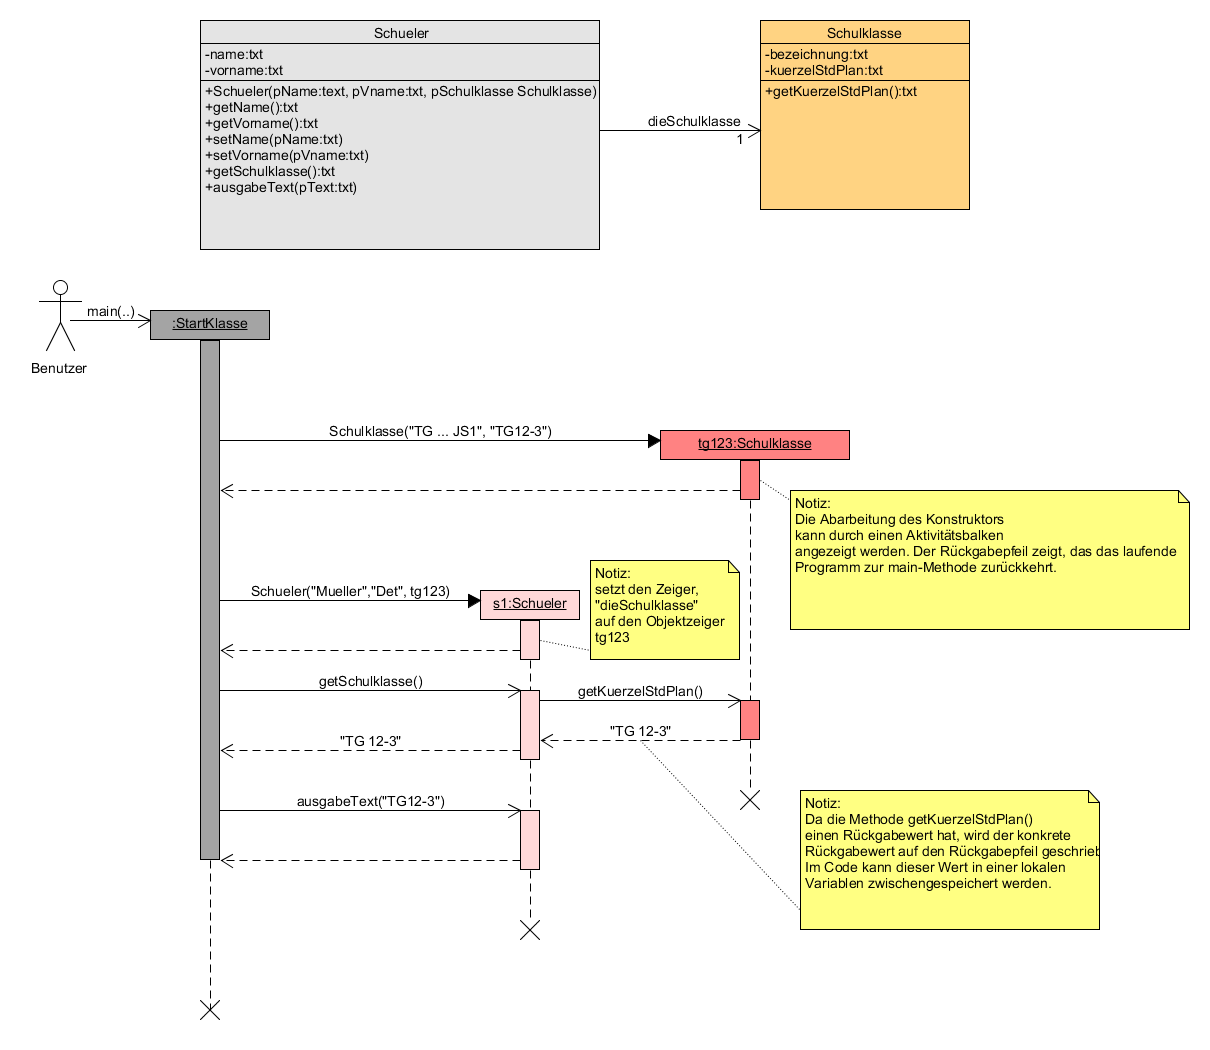 Schueler
-name:txt
-vorname:txt
+Schueler(pName:text, pVname:txt, pSchulklasse Schulklasse)
+getName():txt
+getVorname():txt
+setName(pName:txt)
+setVorname(pVname:txt)
+getSchulklasse():txt
+ausgabeText(pText:txt)
dieSchulklasse
1
Schulklasse
-bezeichnung:txt
-kuerzelStdPlan:txt
+getKuerzelStdPlan():txt
Benutzer
main(..)
:StartKlasse
Schulklasse("TG ... JS1", "TG12-3")
tg123:Schulklasse
Notiz:
Die Abarbeitung des Konstruktors
kann durch einen Aktivitätsbalken
angezeigt werden. Der Rückgabepfeil zeigt, das das laufende
Programm zur main-Methode zurückkehrt.
Schueler("Mueller","Det", tg123)
s1:Schueler
Notiz:
setzt den Zeiger,
"dieSchulklasse"
auf den Objektzeiger
tg123
getSchulklasse()
getKuerzelStdPlan()
"TG 12-3"
"TG 12-3"
ausgabeText("TG12-3")
Notiz:
Da die Methode getKuerzelStdPlan()
einen Rückgabewert hat, wird der konkrete
Rückgabewert auf den Rückgabepfeil geschrieb
Im Code kann dieser Wert in einer lokalen
Variablen zwischengespeichert werden.